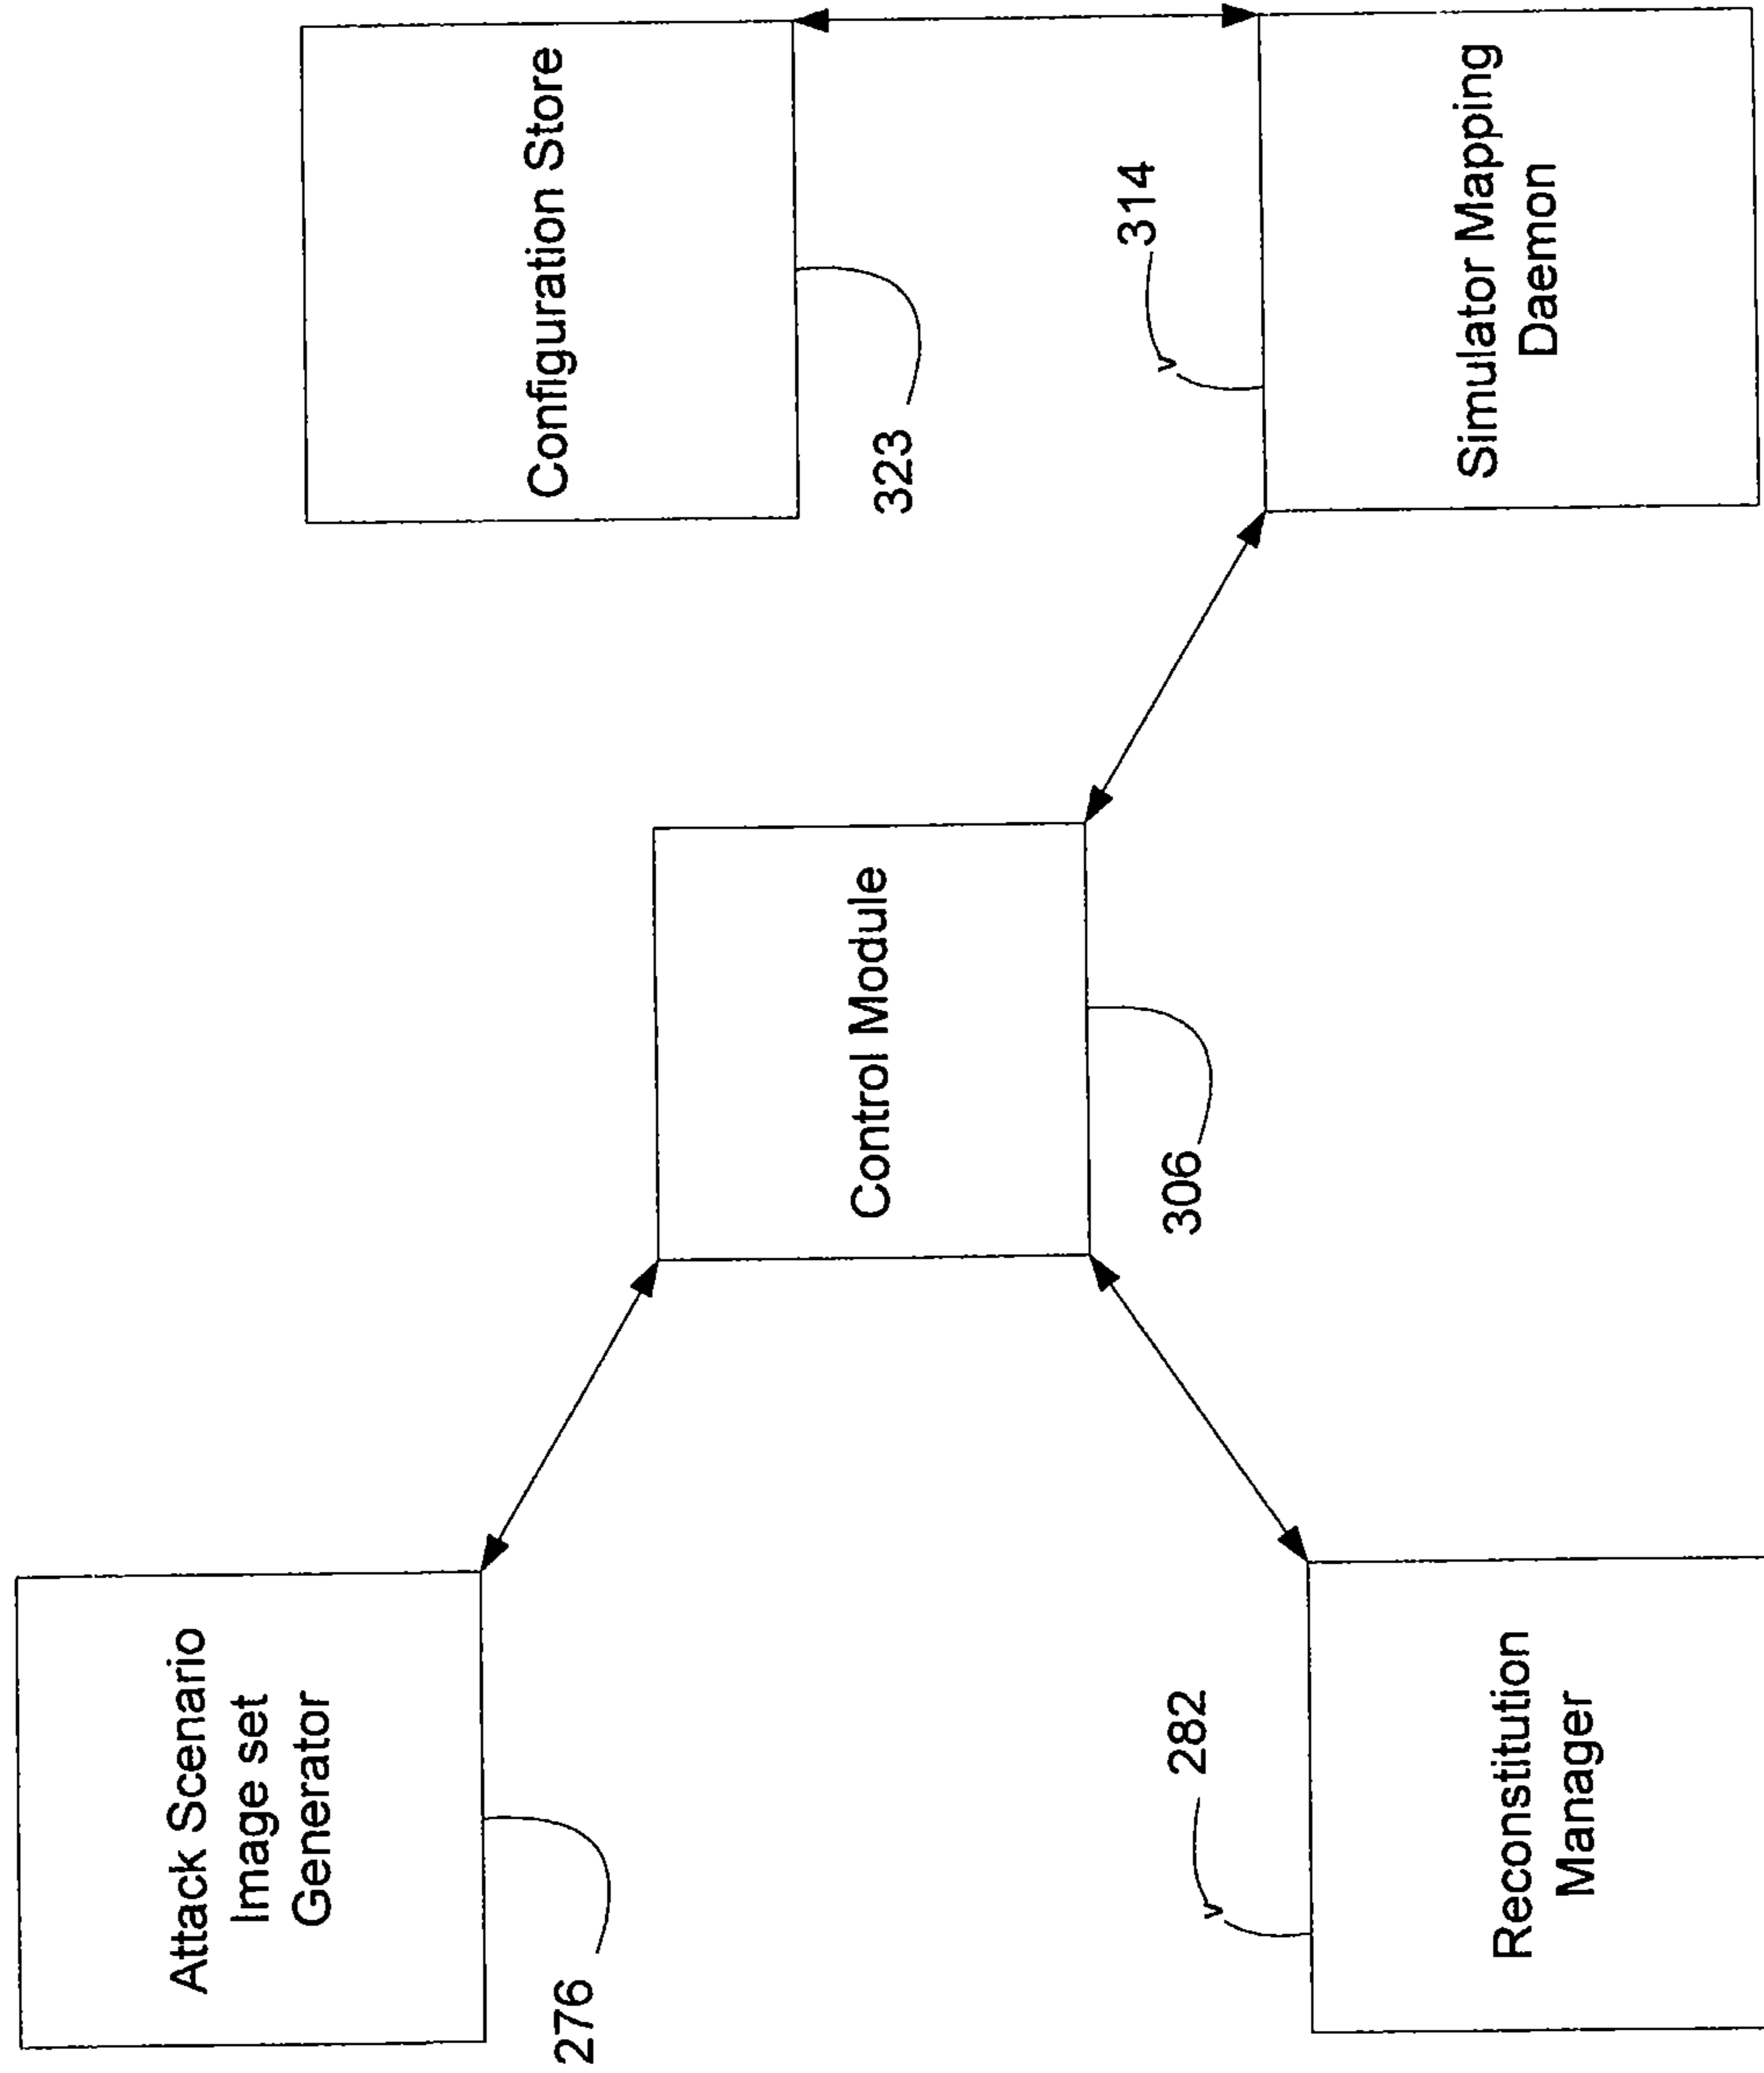 Attack Scenario
Image set
Generator
276
Control Module
306
Configuration Store
323
282
Reconstitution
Manager
314
Simulator Mapping
Daemon